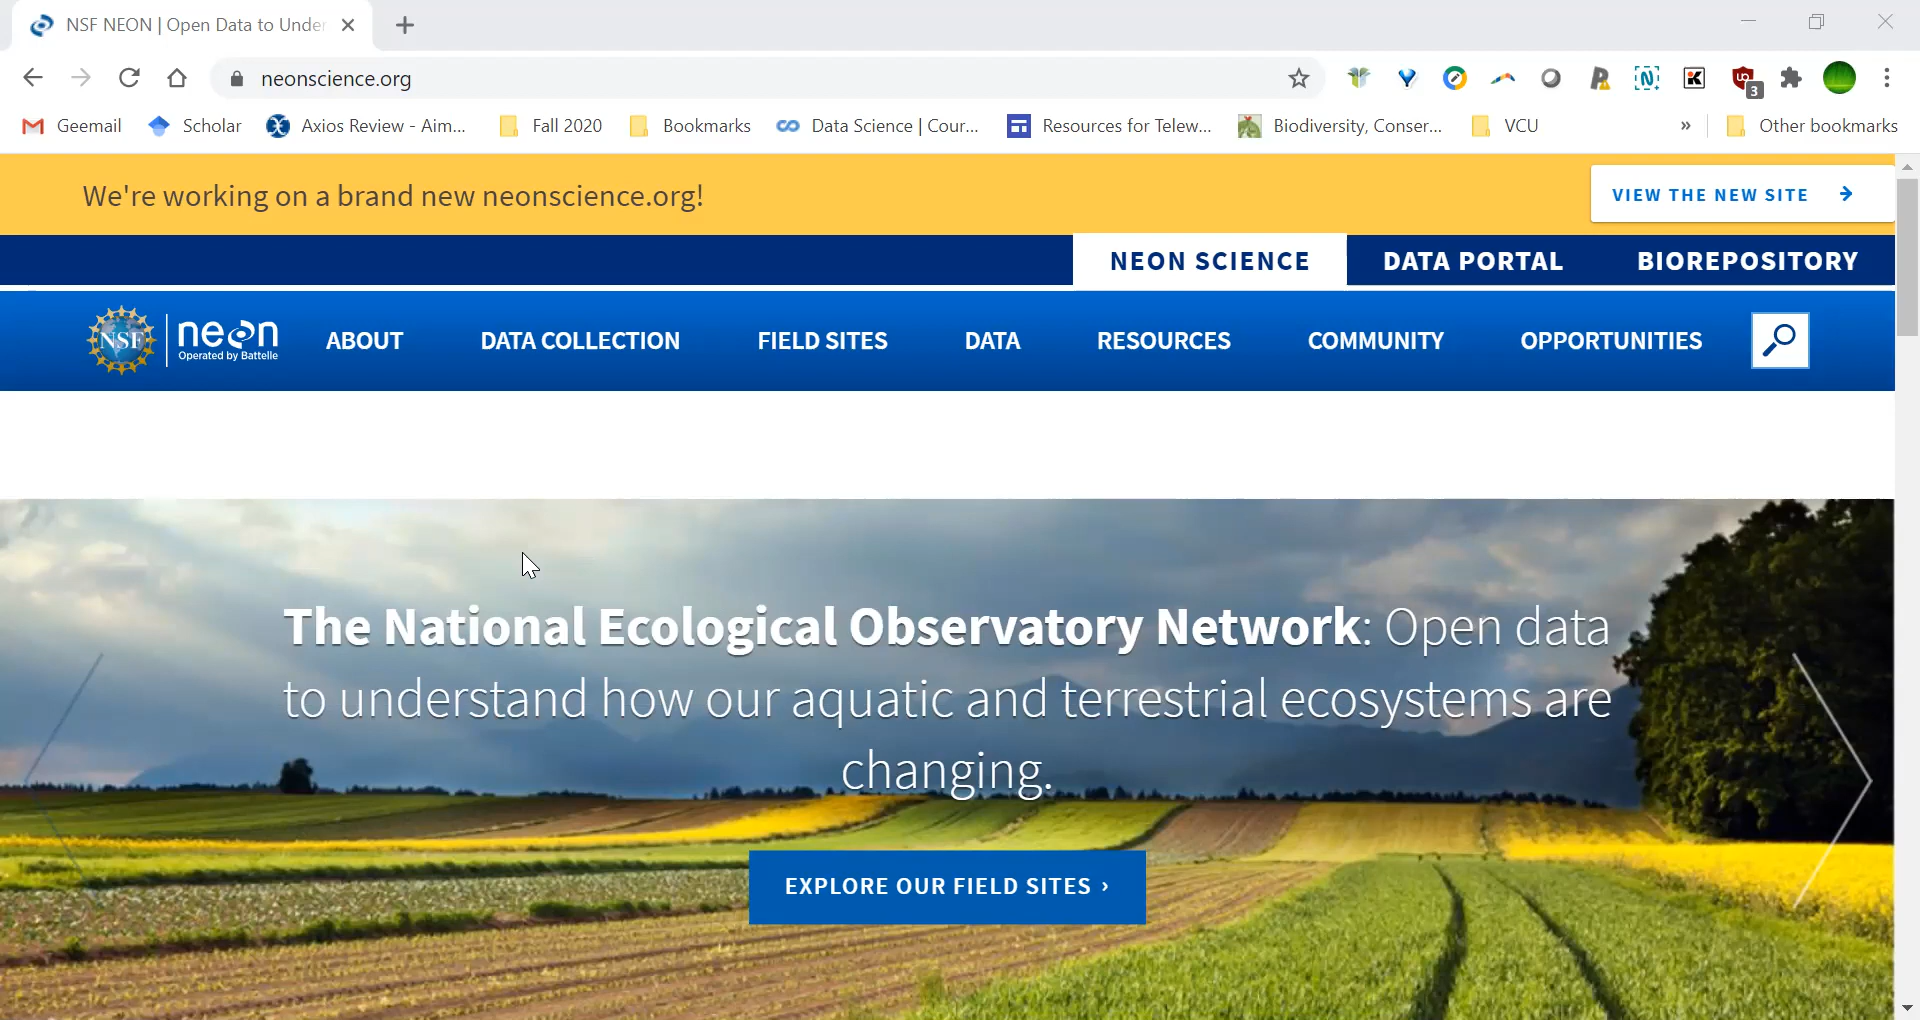 NSF NEON | Open Data to Under
neonscience.org
3
Geemail Scholar Axios Review - Aim... Fall 2020 Bookmarks Data Science | Cour... Resources for Telew... Biodiversity, Conser... VCU » Other bookmarks
We're working on a brand new neonscience.org!
VIEW THE NEW SITE
NEON SCIENCE DATA PORTAL BIOREPOSITORY
NSF neon
Operated by Battelle
ABOUT DATA COLLECTION FIELD SITES DATA RESOURCES COMMUNITY OPPORTUNITIES
The National Ecological Observatory Network: Open data
to understand how our aquatic and terrestrial ecosystems are
changing.
EXPLORE OUR FIELD SITES ›